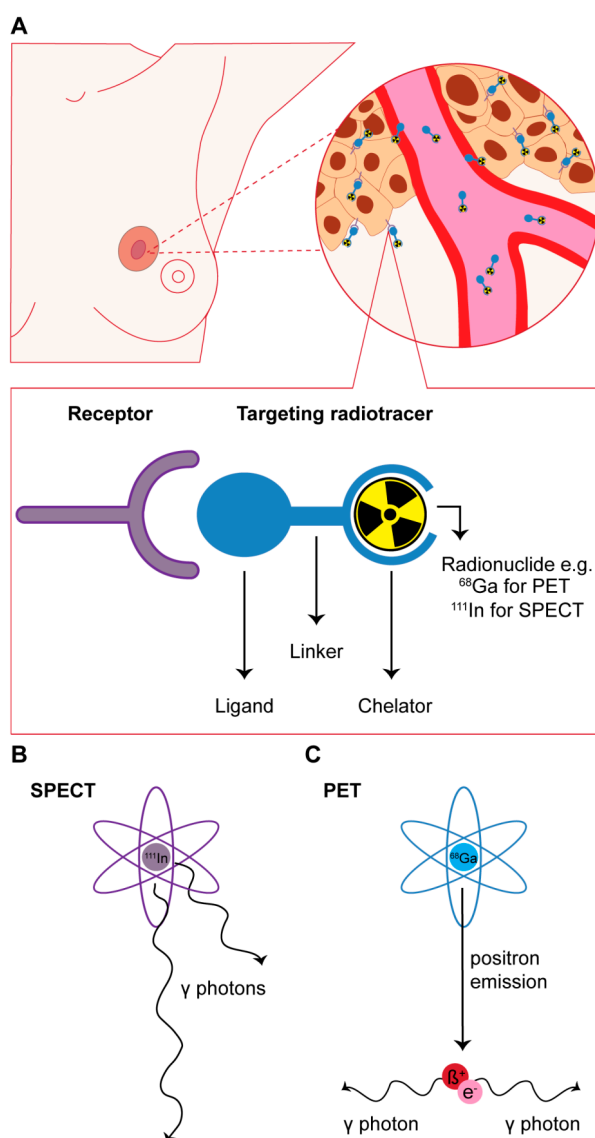 A
Receptor
Targeting radiotracer
Radionuclide e.g.
⁶⁸Ga for PET
¹¹¹In for SPECT
Linker
Ligand
Chelator
B
SPECT
¹¹¹In
γ photons
C
PET
⁶⁸Ga
positron
emission
ß⁺
e⁻
γ photon
γ photon